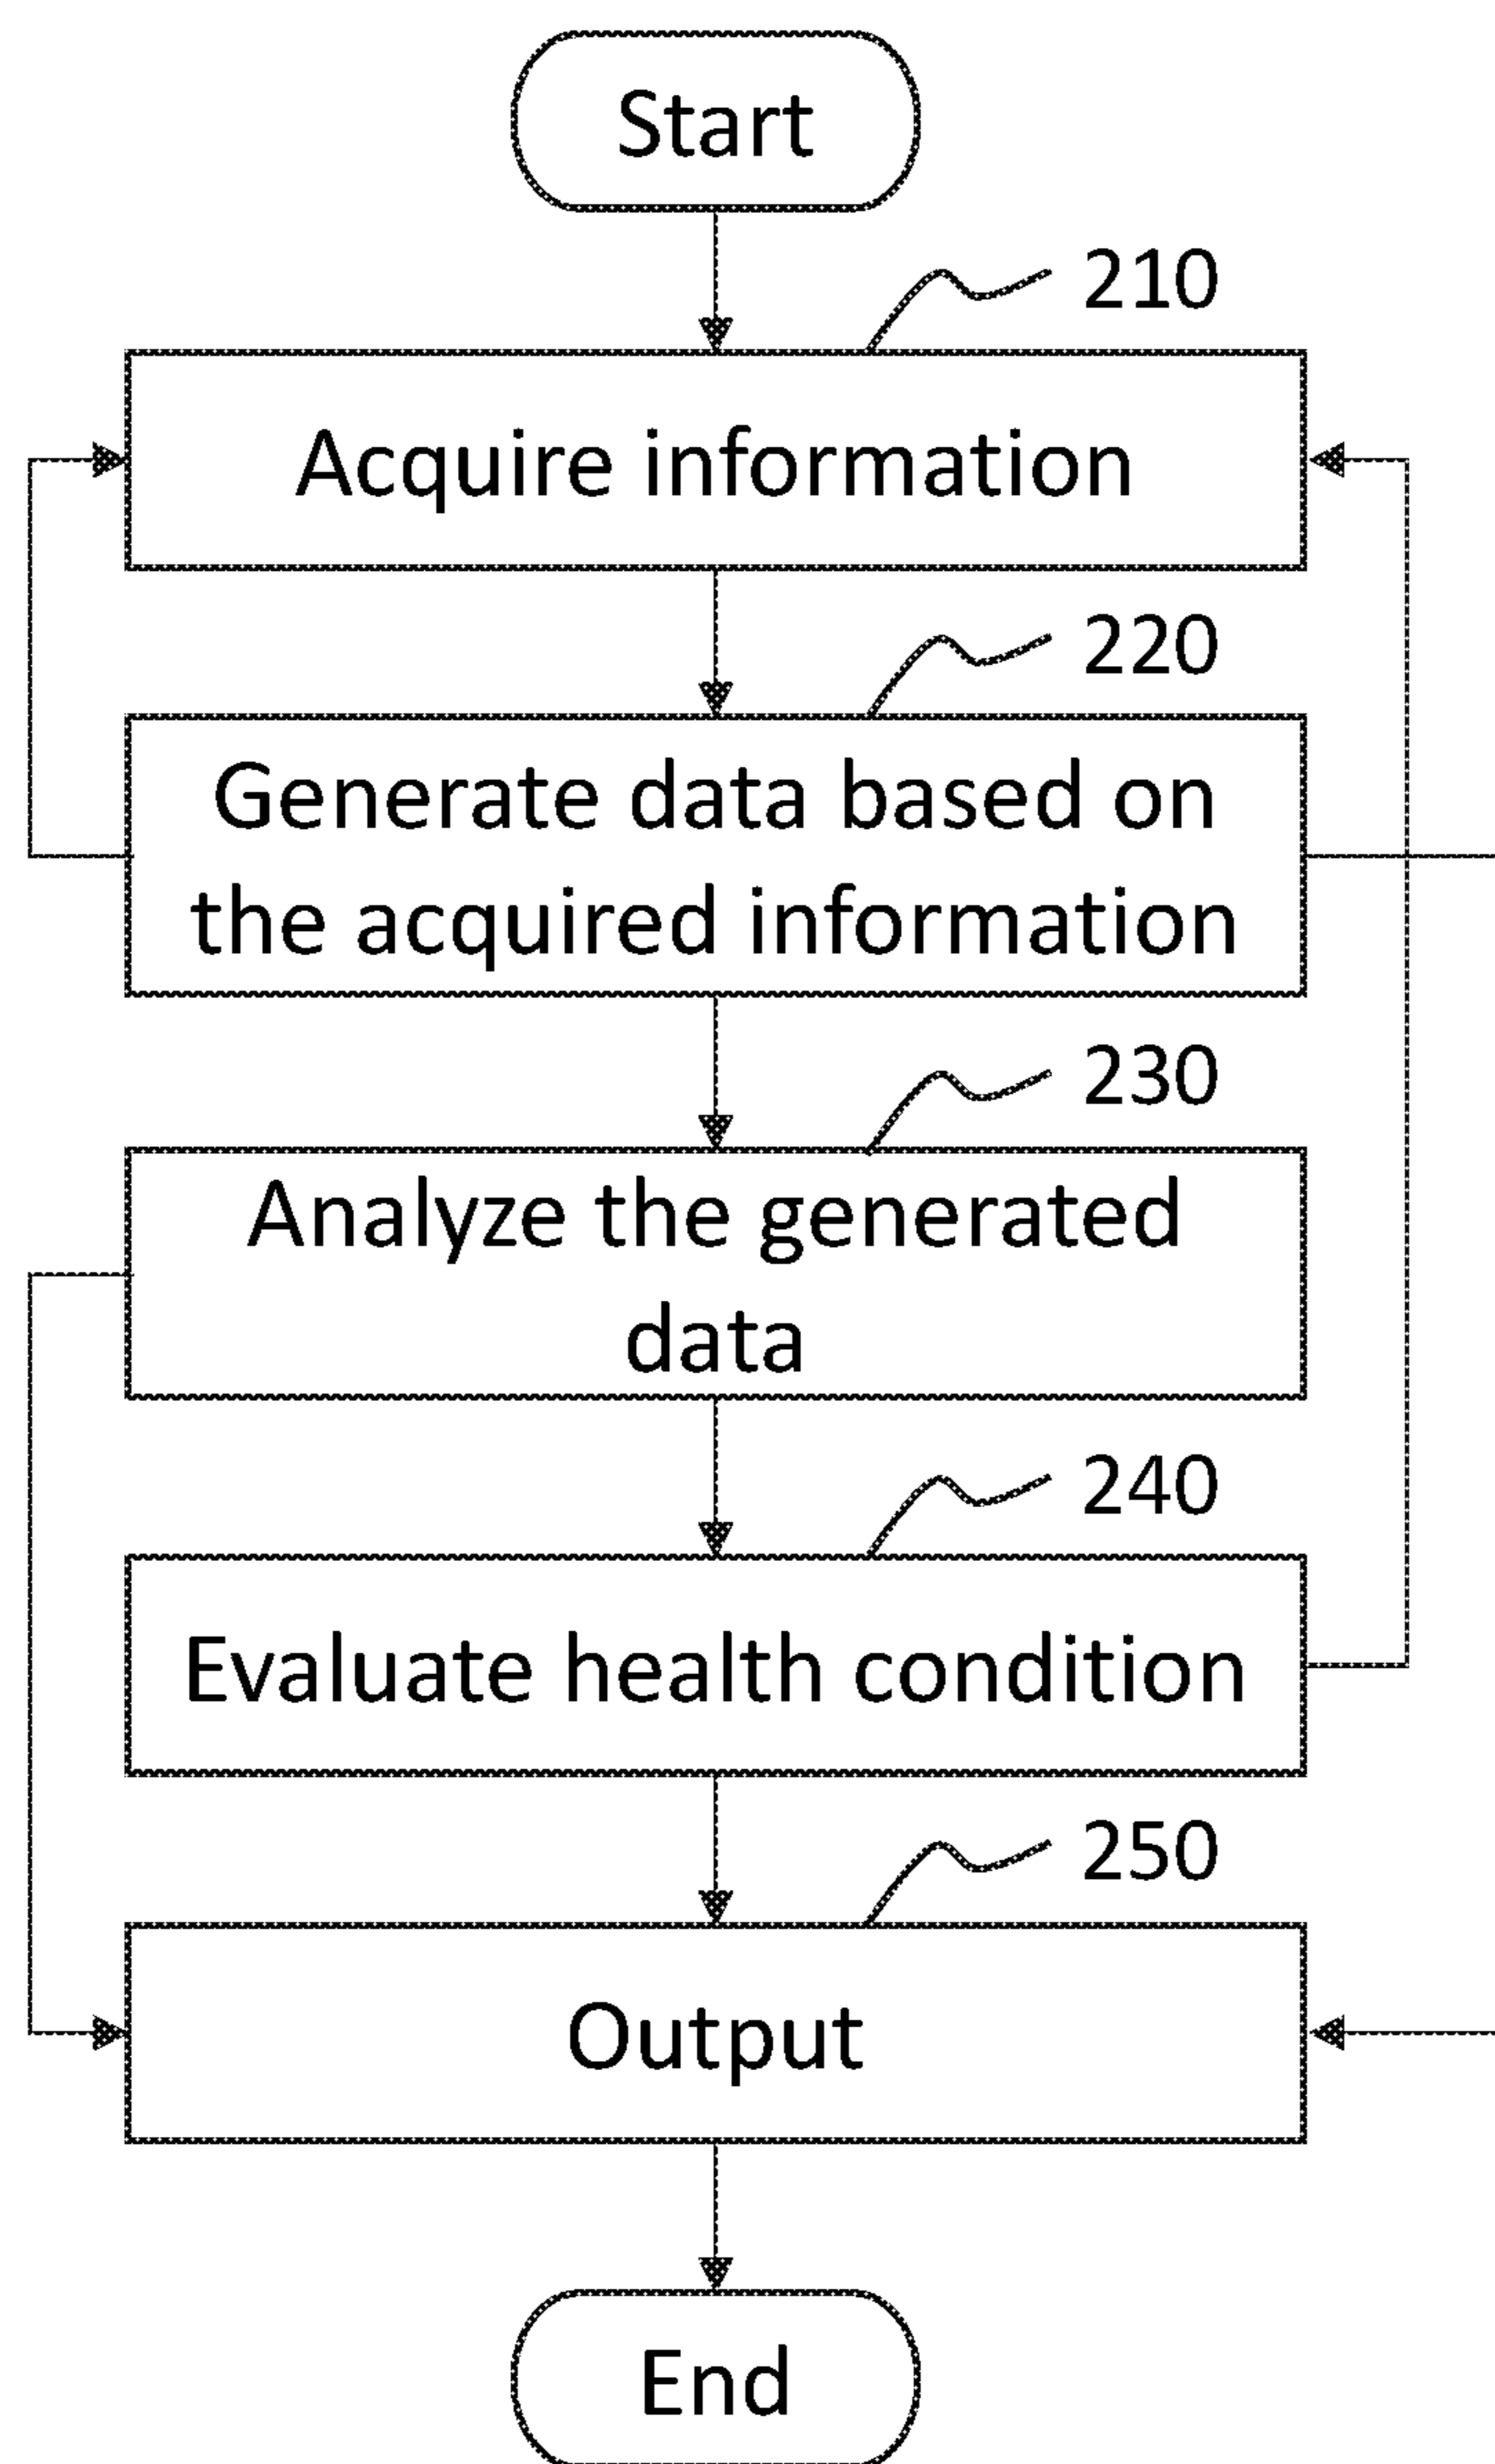 Start
210
Acquire information
220
Generate data based on
the acquired information
230
Analyze the generated
data
240
Evaluate health condition
250
Output
End